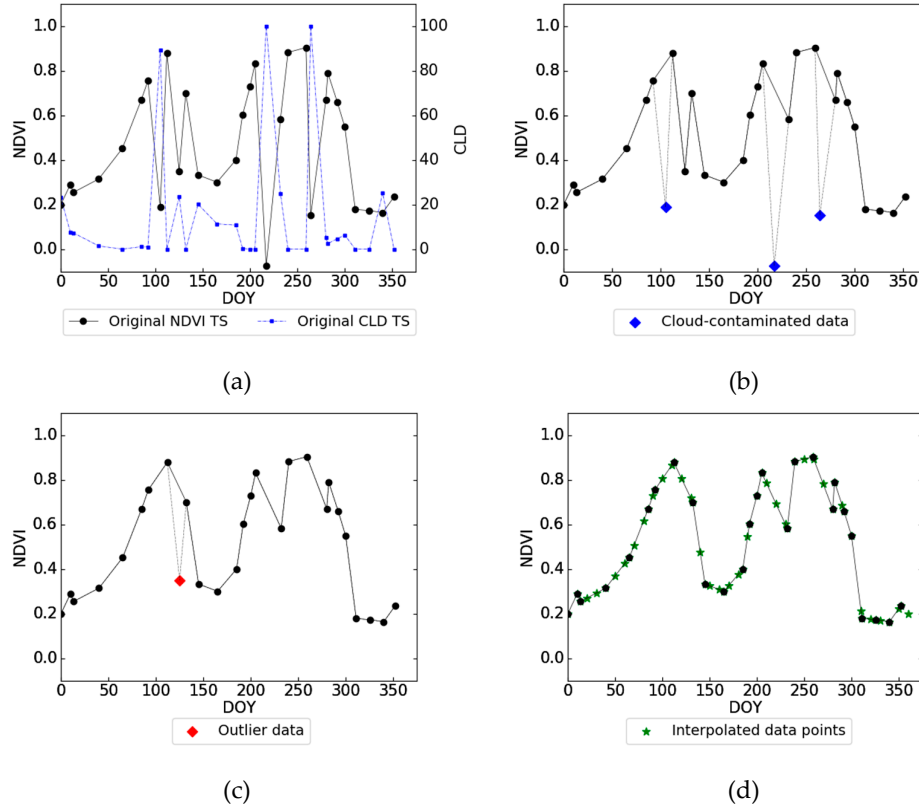 1.0
0.8
0.6
0.4
0.2
0.0
NDVI
100
80
60
40
20
0
CLD
0 50 100 150 200 250 300 350
DOY
Original NDVI TS Original CLD TS
(a)
1.0
0.8
0.6
0.4
0.2
0.0
NDVI
0 50 100 150 200 250 300 350
DOY
Cloud-contaminated data
(b)
1.0
0.8
0.6
0.4
0.2
0.0
NDVI
0 50 100 150 200 250 300 350
DOY
Outlier data
(c)
1.0
0.8
0.6
0.4
0.2
0.0
NDVI
0 50 100 150 200 250 300 350
DOY
Interpolated data points
(d)